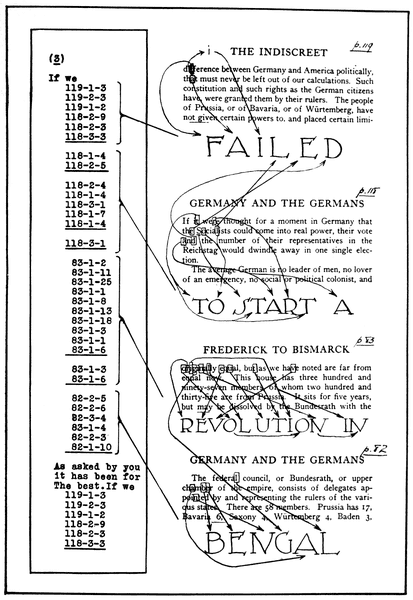 (3)
If we
119-1-3
119-2-3
119-1-2
118-2-9
118-2-3
118-3-3
118-1-4
118-2-5
118-2-4
118-1-4
118-3-1
118-1-7
118-1-4
118-3-1
83-1-2
83-1-11
83-1-25
83-1-1
83-1-8
83-1-13
83-1-18
83-1-3
83-1-1
83-1-6
83-1-3
83-1-6
82-2-5
82-2-6
82-3-4
83-1-4
82-2-3
82-1-10
As asked by you
it has been for
The best.If we
119-1-3
119-2-3
119-1-2
118-2-9
118-2-3
118-3-3
p.119
THE INDISCREET
difference between Germany and America politically,
that must never be left out of our calculations. Such
constitution and such rights as the German citizens
have were granted them by their rulers. The people
of Prussia, or of Bavaria, or of Würtemberg, have
not given certain powers to, and placed certain limi-
FAILED
p.118
GERMANY AND THE GERMANS
If it were thought for a moment in Germany that
the Socialists could come into real power, their vote
and the number of their representatives in the
Reichstag would dwindle away in one single elec-
tion.
The average German is no leader of men, no lover
of an emergency, no social or political colonist, and
TO START A
p.83
FREDERICK TO BISMARCK
equal, but as we have noted are far from
equal now. This house has three hundred and
ninety-seven members, of whom two hundred and
thirty-five are from Prussia. It sits for five years,
but may be dissolved by the Bundesrath with the
REVOLUTION IN
p.82
GERMANY AND THE GERMANS
The federal council, or Bundesrath, or upper
chamber of the empire, consists of delegates ap-
pointed by and representing the rulers of the vari-
ous states. There are 58 members. Prussia has 17,
Bavaria 6, Saxony 4, Würtemberg 4, Baden 3,
BENGAL